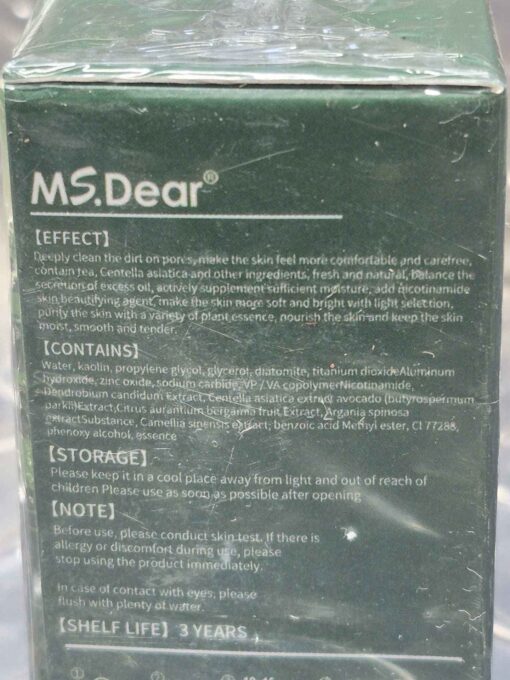 MS.Dear®
【EFFECT】
Deeply clean the dirt on pores, make the skin feel more comfortable and carefree,
contain tea, Centella asiatica and other ingredients, fresh and natural, Balance the
secretion of excess oil, actively supplement sufficient moisture, add nicotinamide
skin beautifying agent, make the skin more soft and bright with light selection,
purify the skin with a variety of plant essence, nourish the skin and keep the skin
moist, smooth and tender.
【CONTAINS】
Water, kaolin, propylene glycol, glycerol, diatomite, titanium dioxideAluminum
hydroxide, zinc oxide, sodium carbide, VP / VA copolymerNicotinamide,
Dendrobium candidum Extract, Centella asiatica extract avocado (butyrospermum
parkii)Extract,Citrus aurantium bergamia fruit Extract, Argania spinosa
extractSubstance, Camellia sinensis extract, benzoic acid Methyl ester, CI 77288,
phenoxy alcohol, essence
【STORAGE】
Please keep it in a cool place away from light and out of reach of
children Please use as soon as possible after opening
【NOTE】
Before use, please conduct skin test. If there is
allergy or discomfort during use, please
stop using the product immediately.
In case of contact with eyes, please
flush with plenty of water.
【SHELF LIFE】 3 YEARS
① ②